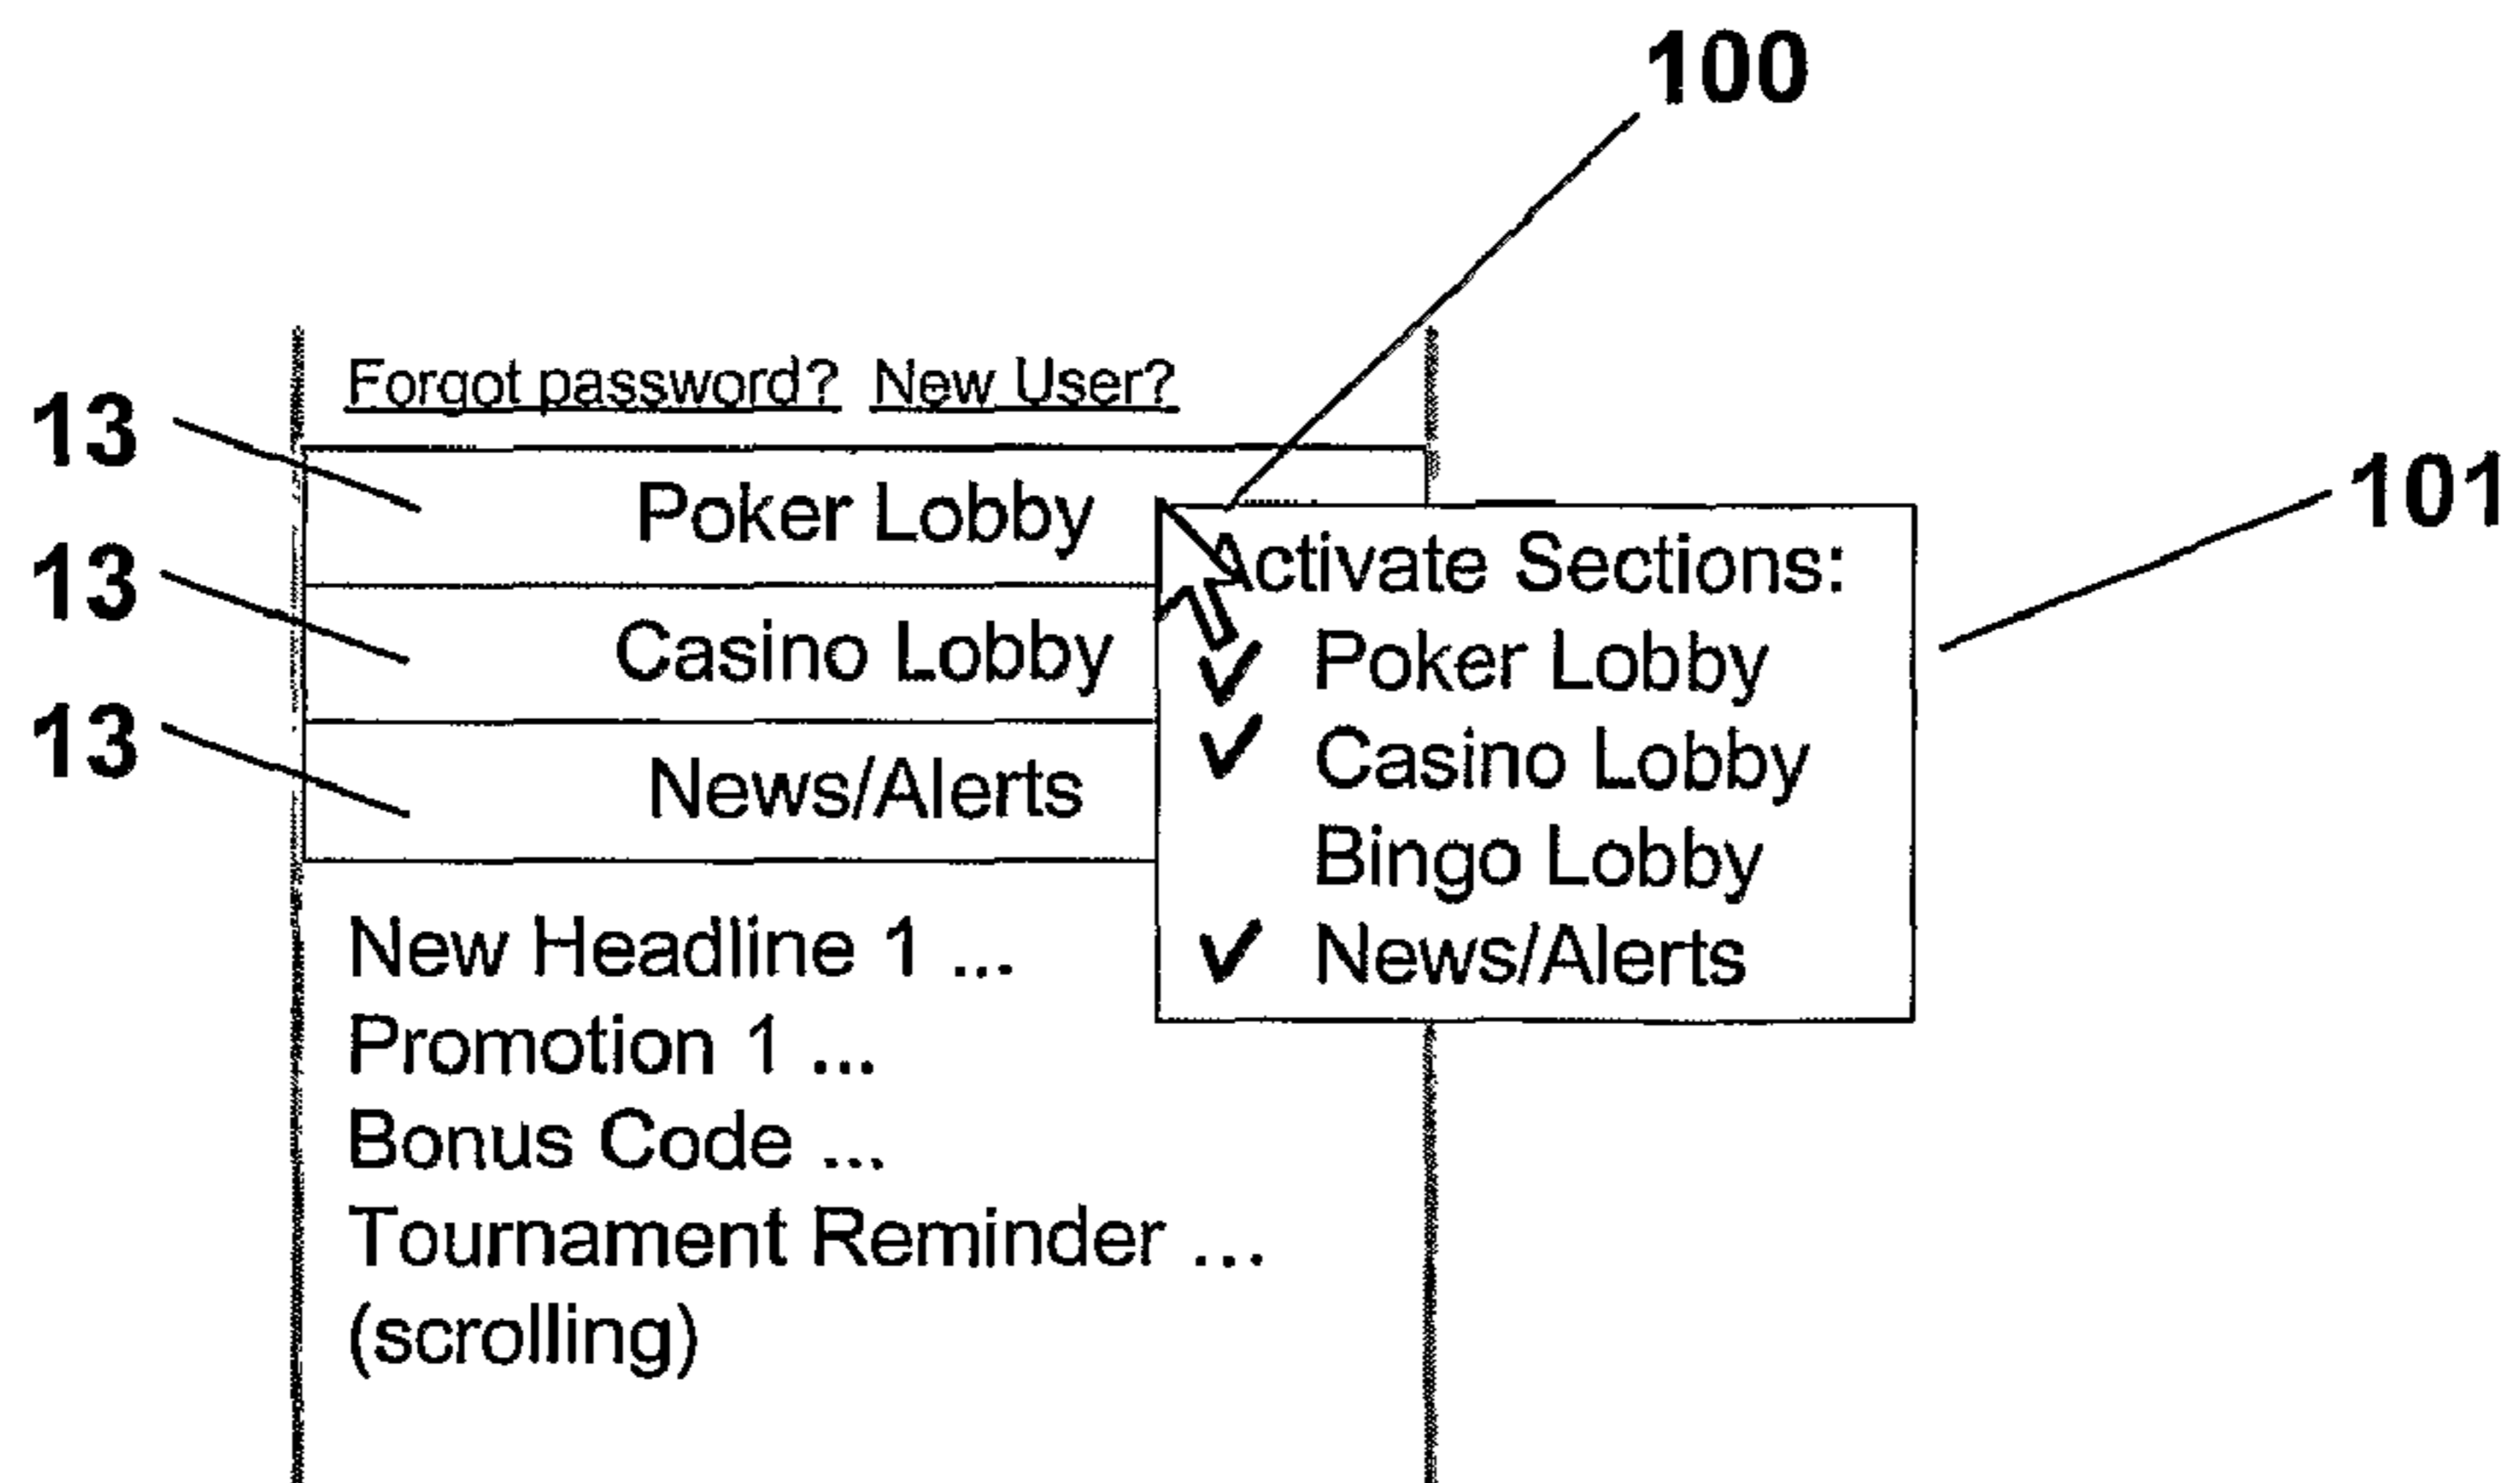 100
Forgot password? New User?
13
Poker Lobby
101
Activate Sections:
13
Casino Lobby
Poker Lobby
13
News/Alerts
Casino Lobby
Bingo Lobby
News/Alerts
New Headline 1 ...
Promotion 1 ...
Bonus Code ...
Tournament Reminder ...
(scrolling)